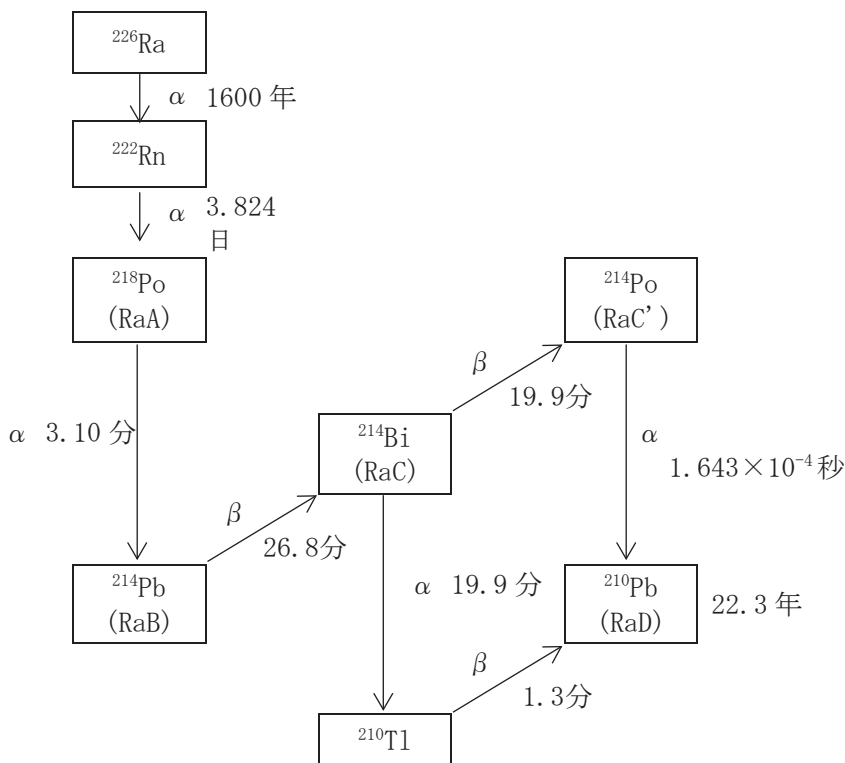 ²²⁶Ra
α 1600 年
²²²Rn
α 3.824
日
²¹⁸Po
(RaA)
²¹⁴Po
(RaC’)
β
19.9分
α 3.10 分
²¹⁴Bi
(RaC)
α
1.643×10⁻⁴秒
β
26.8分
²¹⁴Pb
(RaB)
α 19.9 分
²¹⁰Pb
(RaD)
22.3 年
β
1.3分
²¹⁰Tl